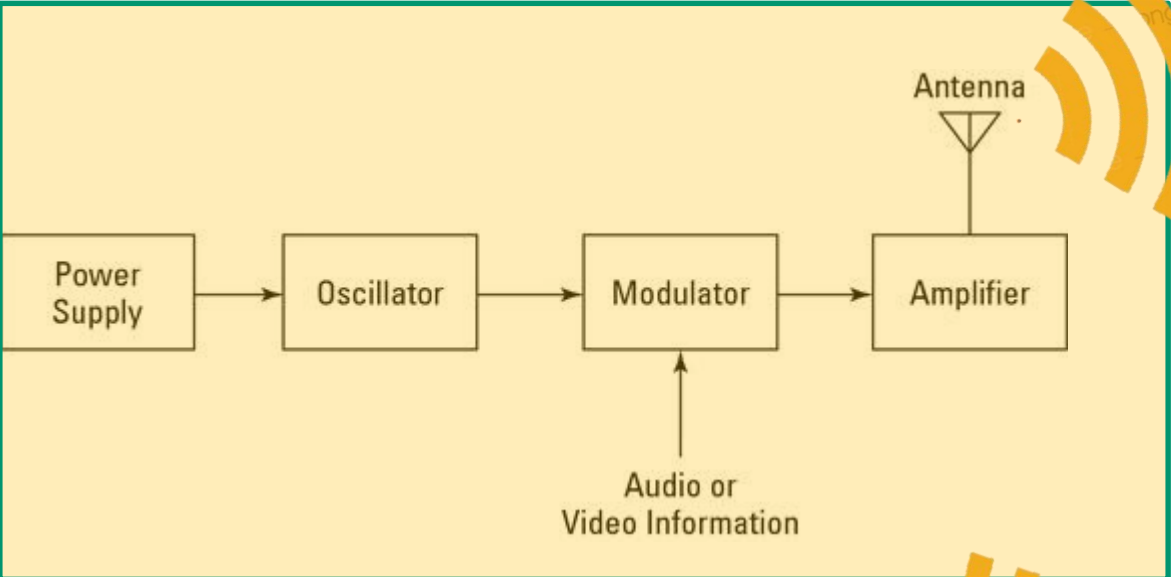 Antenna
Power
Supply
Oscillator
Modulator
Amplifier
Audio or
Video Information